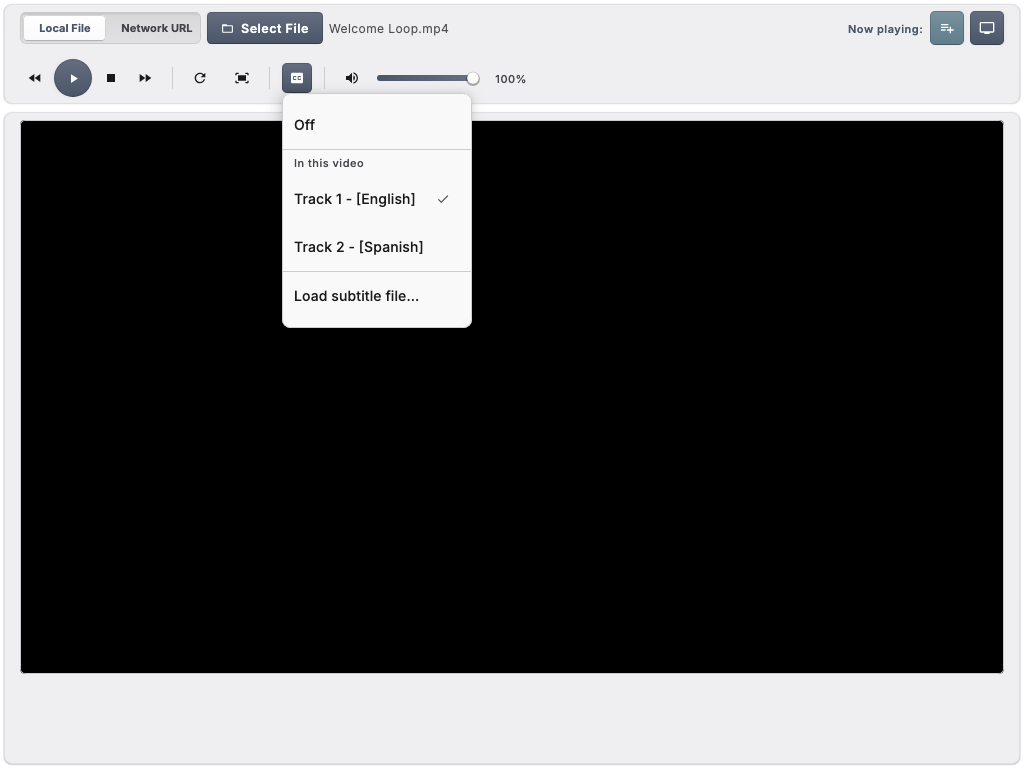 Local File
Network URL
Select File
Welcome Loop.mp4
Now playing:
CC
100%
Off
In this video
Track 1 - [English]
Track 2 - [Spanish]
Load subtitle file...